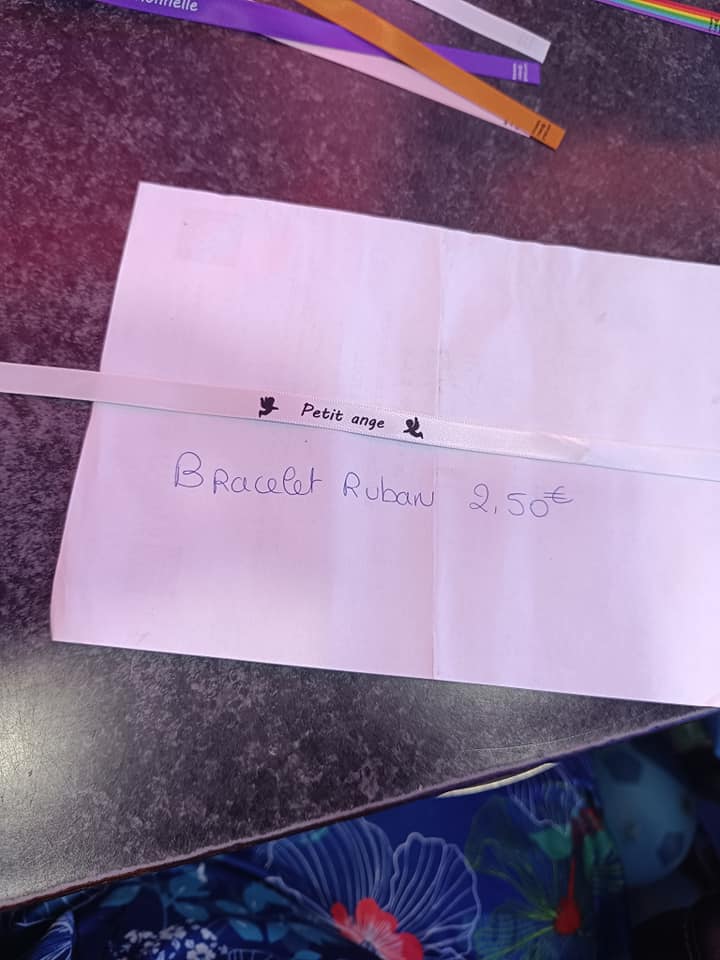 Petit ange
Bracelet Ruban 2,50€